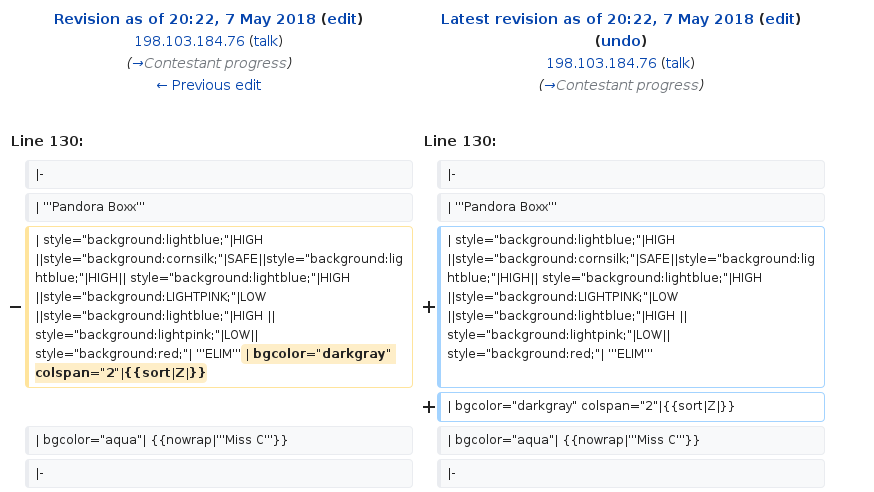 Revision as of 20:22, 7 May 2018 (edit)
198.103.184.76 (talk)
(→Contestant progress)
← Previous edit
Latest revision as of 20:22, 7 May 2018 (edit)
(undo)
198.103.184.76 (talk)
(→Contestant progress)
Line 130:
Line 130:
|-
|-
| '''Pandora Boxx'''
| '''Pandora Boxx'''
−
| style="background:lightblue;"|HIGH
||style="background:cornsilk;"|SAFE||style="background:lig
htblue;"|HIGH|| style="background:lightblue;"|HIGH
||style="background:LIGHTPINK;"|LOW
||style="background:lightblue;"|HIGH ||
style="background:lightpink;"|LOW||
style="background:red;"| '''ELIM''' | bgcolor="darkgray"
colspan="2"|{{sort|Z|}}
+
| style="background:lightblue;"|HIGH
||style="background:cornsilk;"|SAFE||style="background:lig
htblue;"|HIGH|| style="background:lightblue;"|HIGH
||style="background:LIGHTPINK;"|LOW
||style="background:lightblue;"|HIGH ||
style="background:lightpink;"|LOW||
style="background:red;"| '''ELIM'''
+
| bgcolor="darkgray" colspan="2"|{{sort|Z|}}
| bgcolor="aqua"| {{nowrap|'''Miss C'''}}
| bgcolor="aqua"| {{nowrap|'''Miss C'''}}
|-
|-